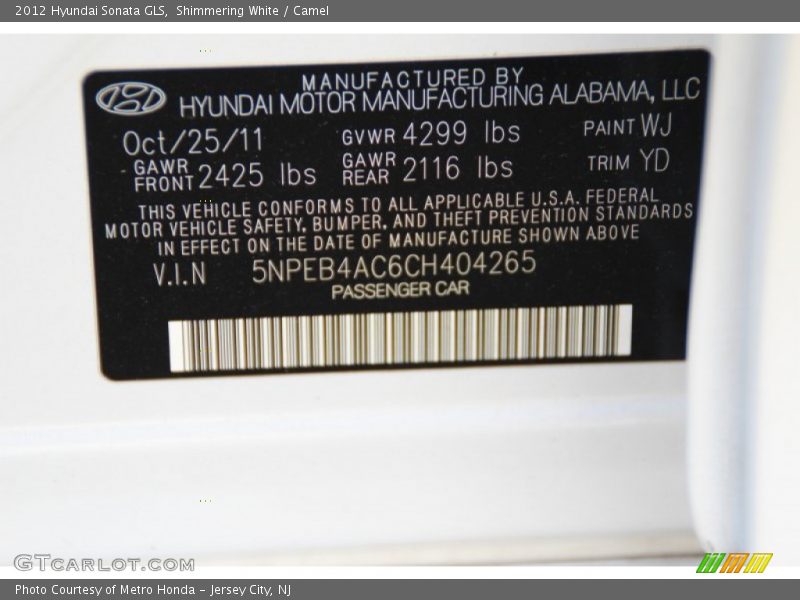 2012 Hyundai Sonata GLS, Shimmering White / Camel
MANUFACTURED BY
HYUNDAI MOTOR MANUFACTURING ALABAMA, LLC
Oct/25/11 GVWR 4299 lbs PAINT WJ
GAWR FRONT 2425 lbs GAWR REAR 2116 lbs TRIM YD
THIS VEHICLE CONFORMS TO ALL APPLICABLE U.S.A. FEDERAL
MOTOR VEHICLE SAFETY, BUMPER, AND THEFT PREVENTION STANDARDS
IN EFFECT ON THE DATE OF MANUFACTURE SHOWN ABOVE
V.I.N 5NPEB4AC6CH404265
PASSENGER CAR
GTCARLOT.COM
Photo Courtesy of Metro Honda - Jersey City, NJ